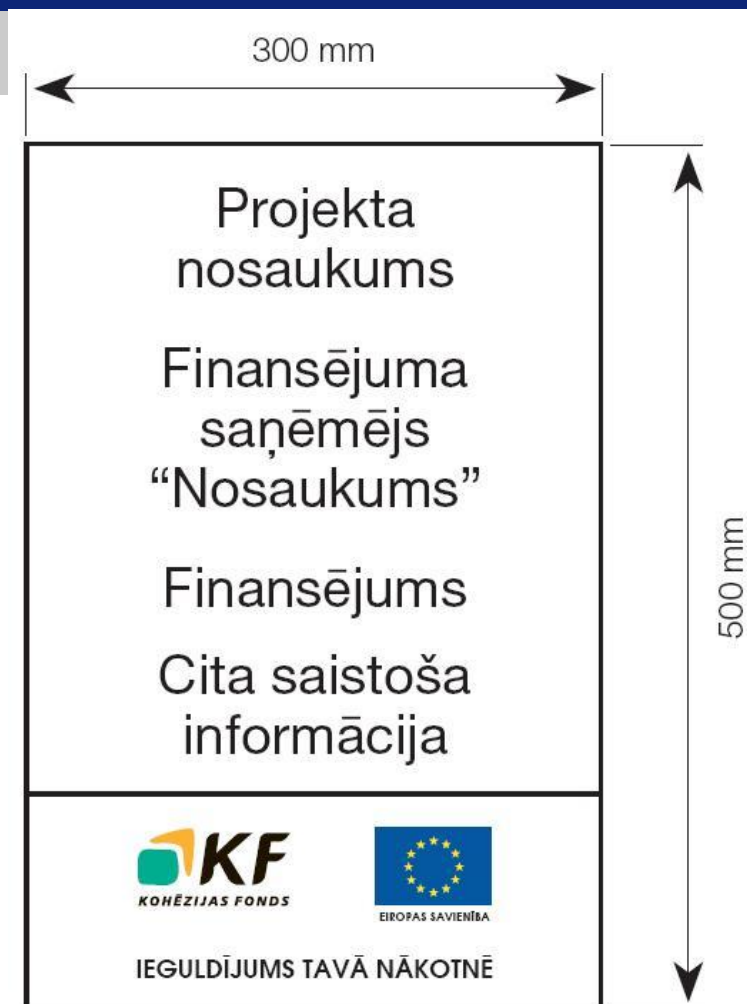 300 mm
Projekta
nosaukums
Finansējuma
saņēmējs
“Nosaukums”
Finansējums
Cita saistoša
informācija
500 mm
KF
KOHĒZIJAS FONDS
EIROPAS SAVIENĪBA
IEGULDĪJUMS TAVĀ NĀKOTNĒ